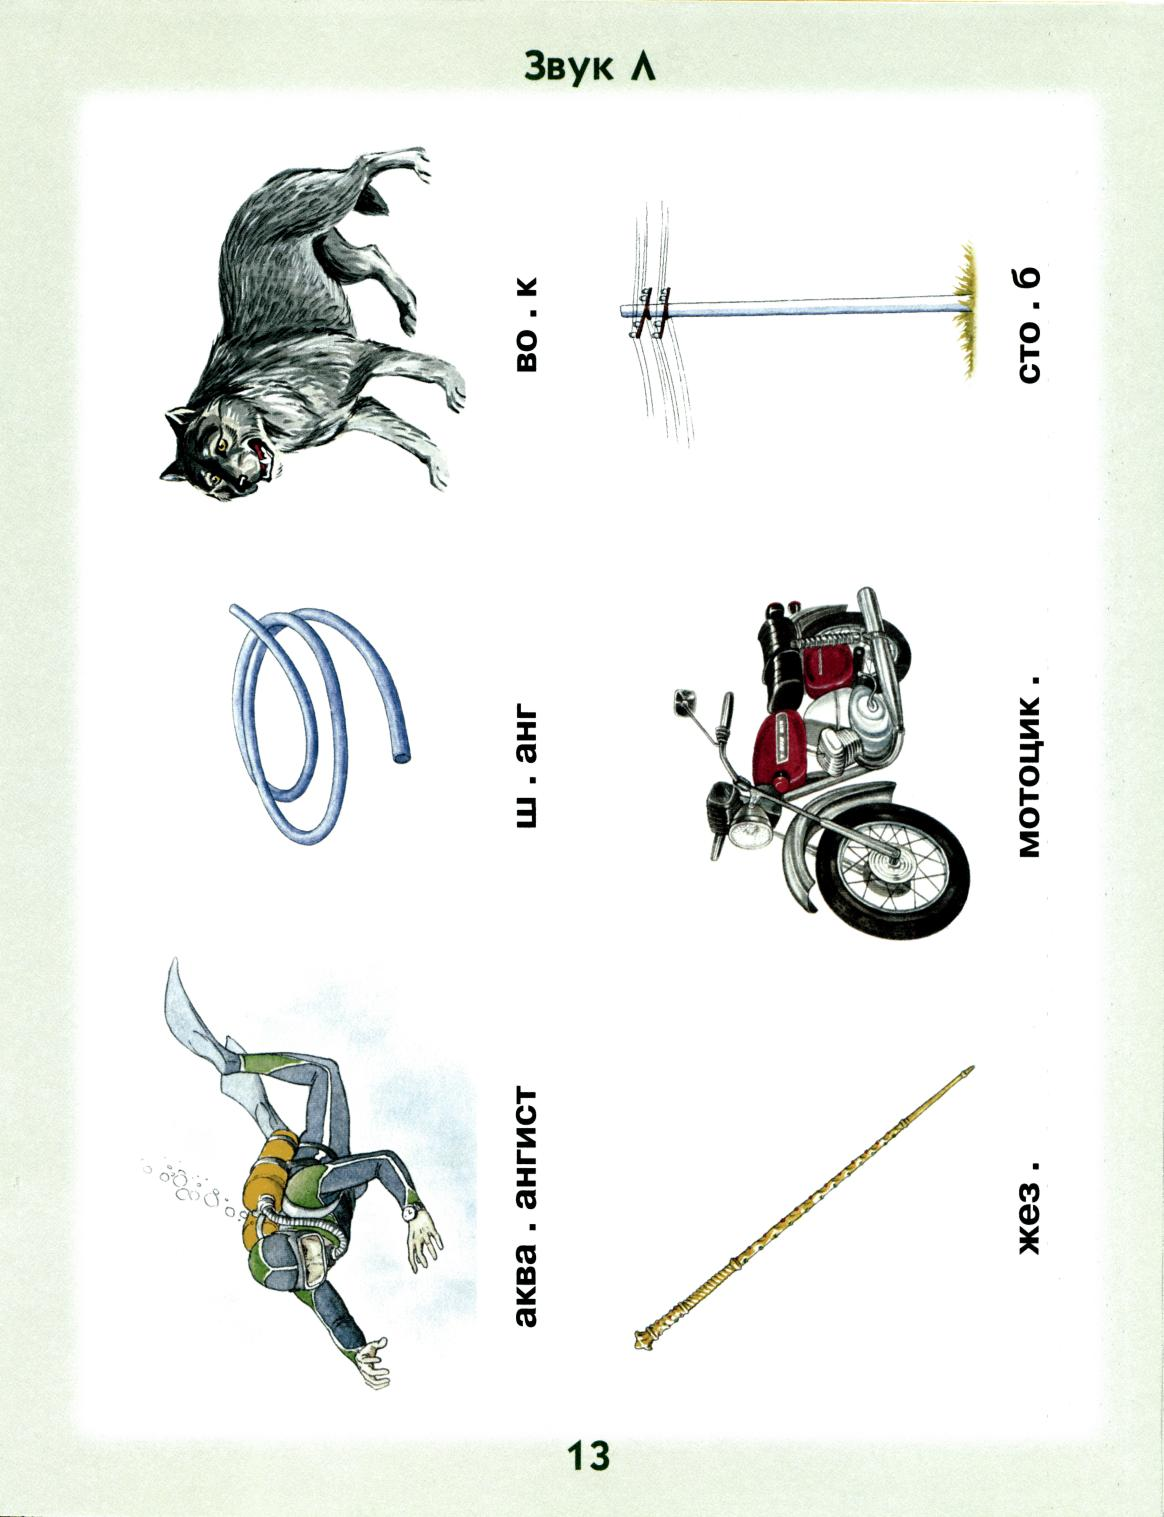 Звук Л
аква . ангист
ш . анг
во . к
жез .
мотоцик .
сто . б
13